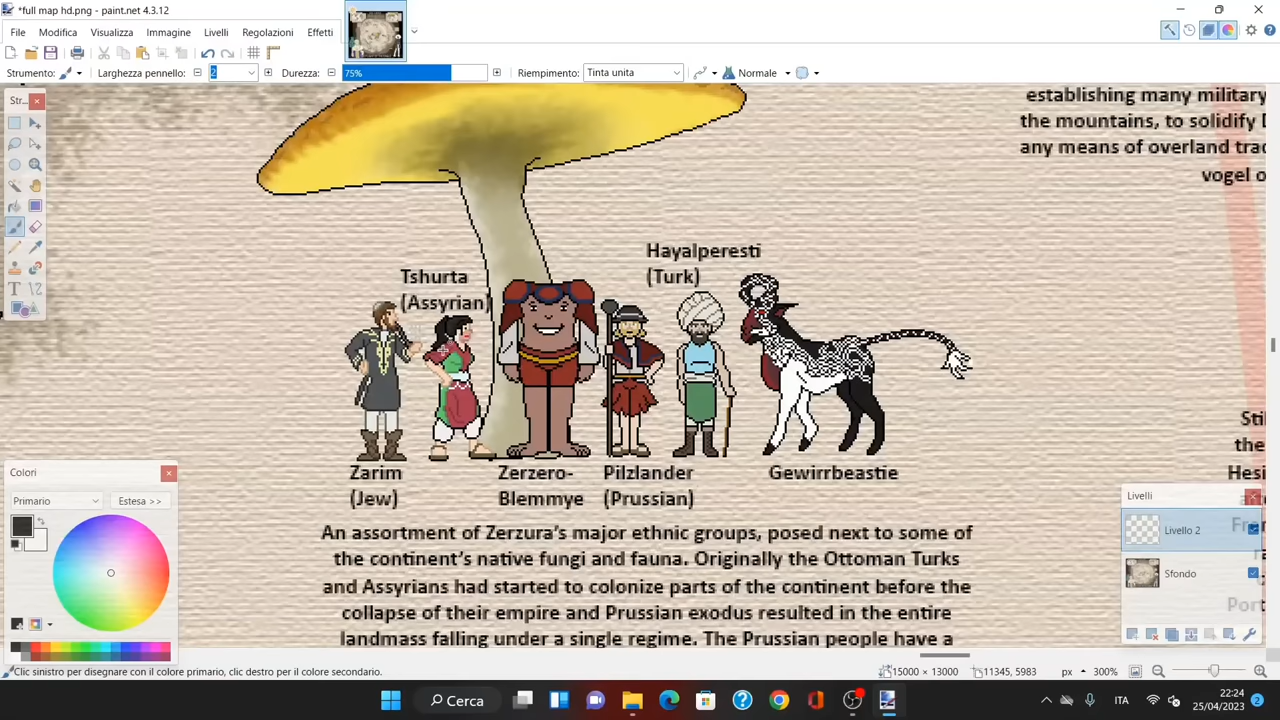 *full map hd.png - paint.net 4.3.12
File Modifica Visualizza Immagine Livelli Regolazioni Effetti
Strumento: Larghezza pennello: 2 Durezza: 75% Riempimento: Tinta unita Normale
Str...
establishing many military
the mountains, to solidify
any means of overland
vogel
Hayalperesti
(Turk)
Tshurta
(Assyrian)
Zarim
(Jew)
Zerzero-
Blemmye
Pilzlander
(Prussian)
Gewirrbeastie
Colori
Primario Estesa >>
Livelli
Livello 2
Sfondo
An assortment of Zerzura's major ethnic groups, posed next to some of
the continent's native fungi and fauna. Originally the Ottoman Turks
and Assyrians had started to colonize parts of the continent before the
collapse of their empire and Prussian exodus resulted in the entire
landmass falling under a single regime. The Prussian people have a
Sti
the
Hesi
Port
Clic sinistro per disegnare con il colore primario, clic destro per il colore secondario.
15000 × 13000 11345, 5983 px 300%
Cerca
ITA
22:24
25/04/2023